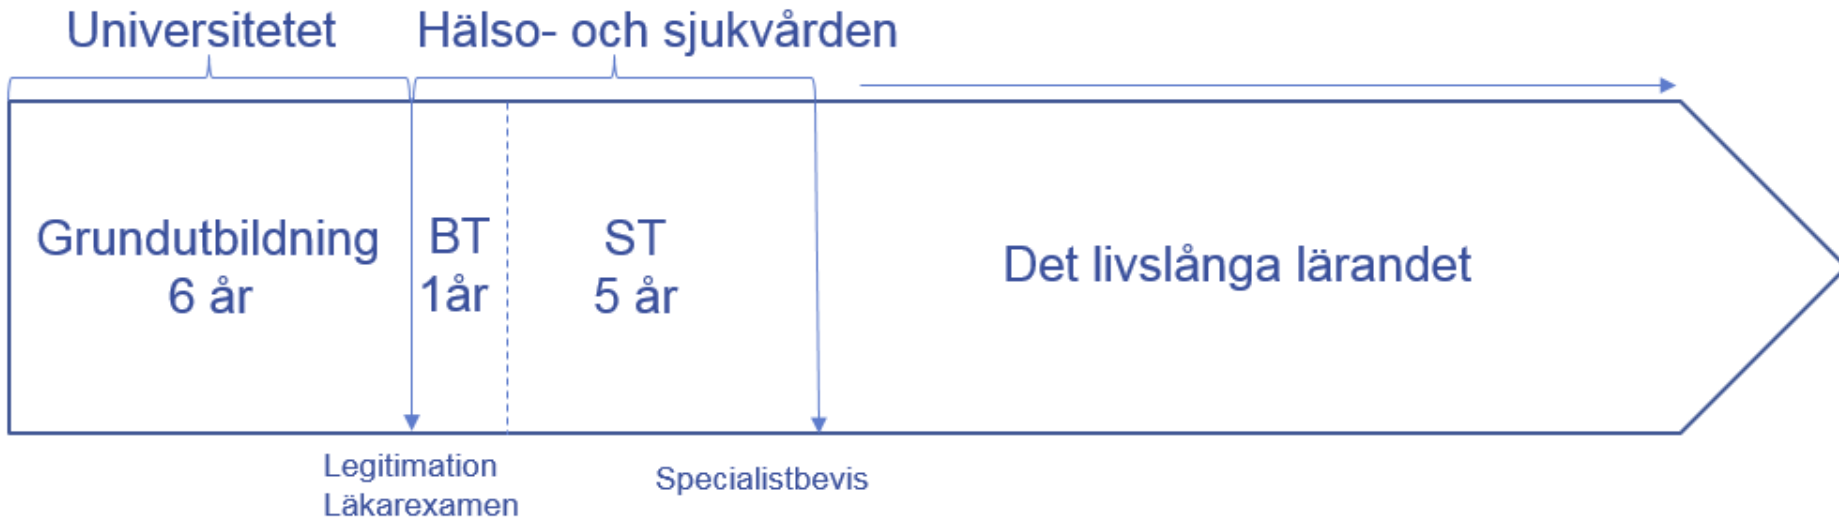 Universitetet
Hälso- och sjukvården
Grundutbildning
6 år
BT
1år
ST
5 år
Det livslånga lärandet
Legitimation
Läkarexamen
Specialistbevis